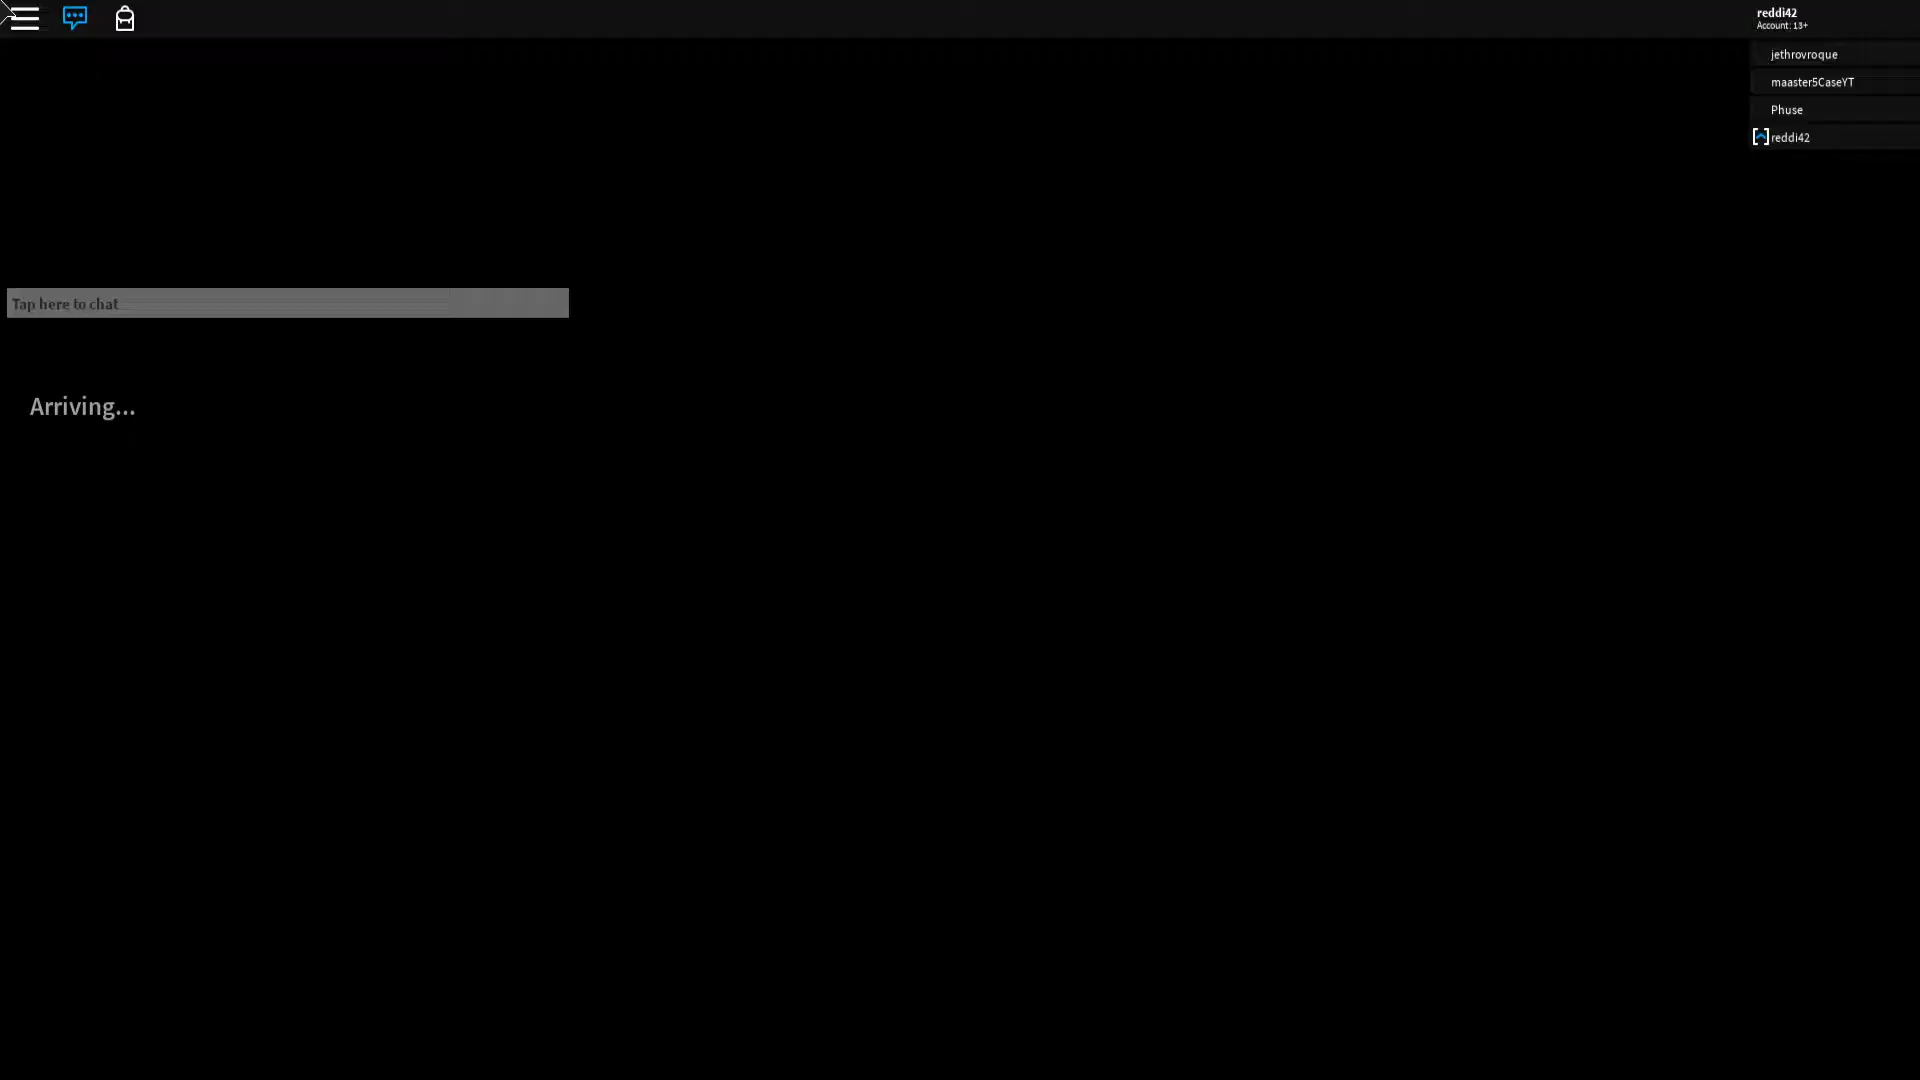 reddi42
Account: 13+
jethrovroque
maaster5CaseYT
Phuse
reddi42
Tap here to chat
Arriving...